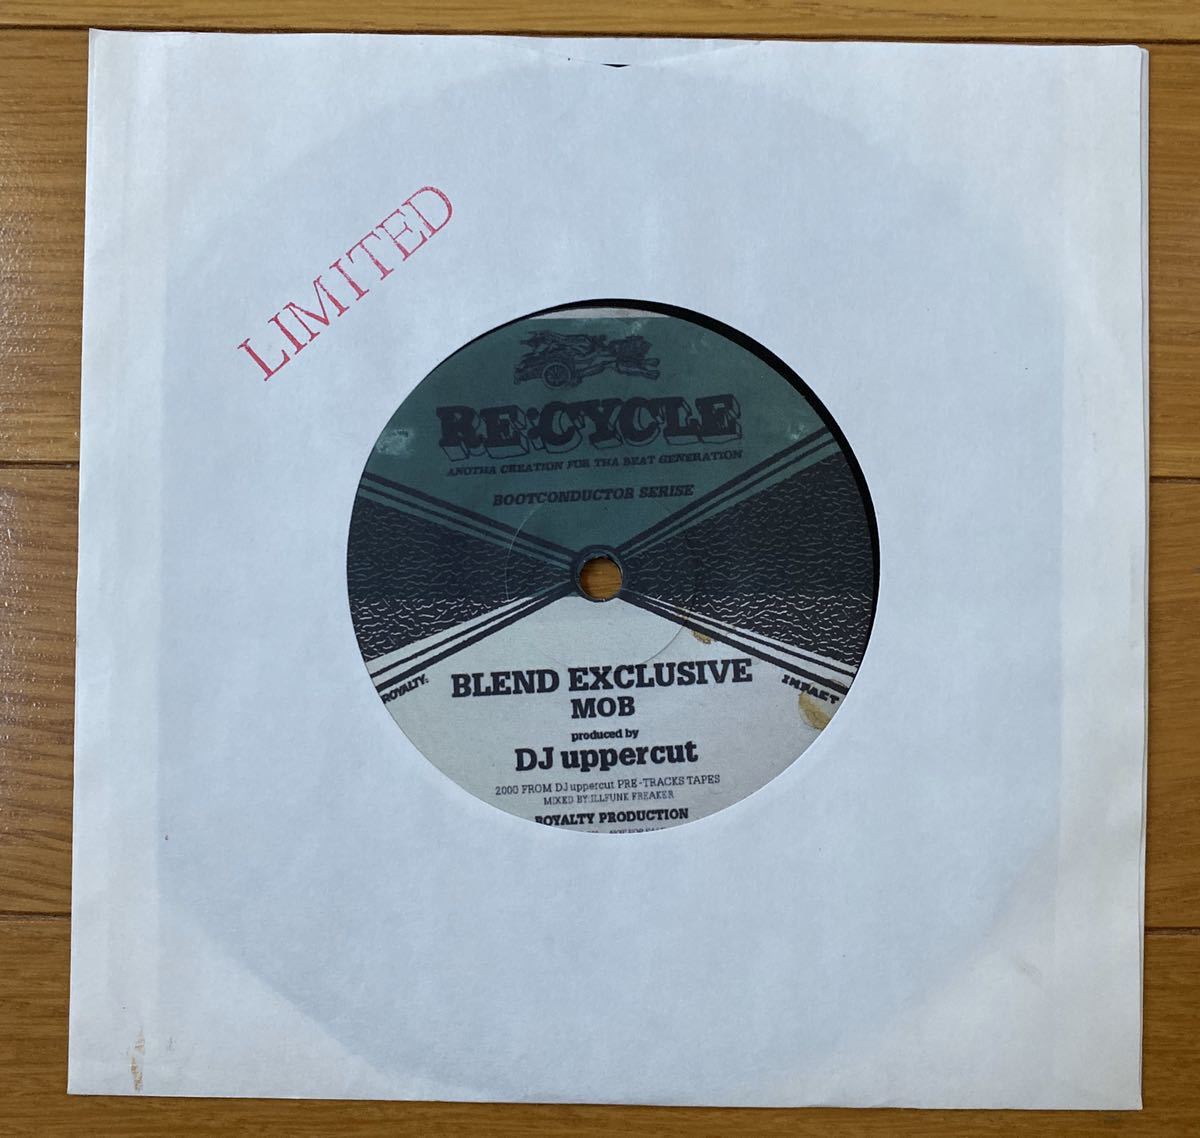 LIMITED
RE:CYCLE
ANOTHA CREATION FOR THA BEAT GENERATION
BOOTCONDUCTOR SERISE
ROYALTY.
IMPACT
BLEND EXCLUSIVE
MOB
produced by
DJ uppercut
2000 FROM DJ uppercut PRE-TRACKS TAPES
MIXED BY:ILLFUNK FREAKER
ROYALTY PRODUCTION